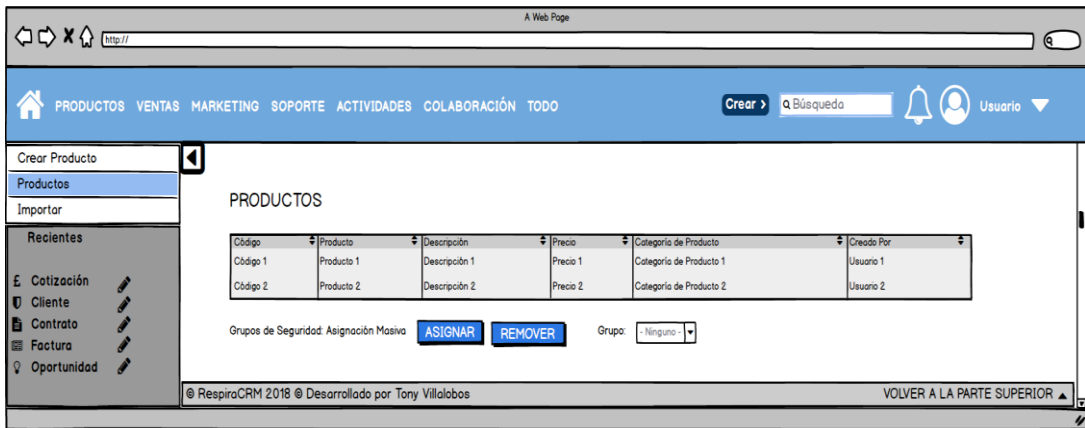 A Web Page
http://
PRODUCTOS VENTAS MARKETING SOPORTE ACTIVIDADES COLABORACIÓN TODO Crear > Búsqueda Usuario
Crear Producto
Productos
Importar
Recientes
£ Cotización
Cliente
Contrato
Factura
Oportunidad
PRODUCTOS
Código Producto Descripción Precio Categoría de Producto Creado Por
Código 1 Producto 1 Descripción 1 Precio 1 Categoría de Producto 1 Usuario 1
Código 2 Producto 2 Descripción 2 Precio 2 Categoría de Producto 2 Usuario 2
Grupos de Seguridad: Asignación Masiva ASIGNAR REMOVER Grupo: - Ninguno -
© RespiraCRM 2018 © Desarrollado por Tony Villalobos VOLVER A LA PARTE SUPERIOR